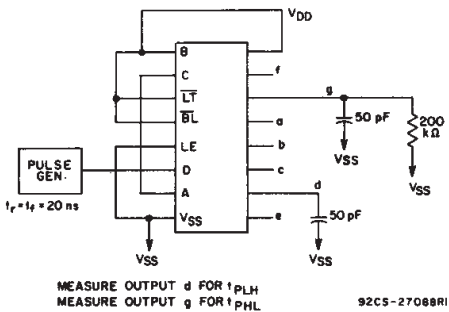 VDD
B
C
LT
BL
LE
D
A
VSS
f
g
a
b
c
d
e
50 pF
VSS
200
kΩ
VSS
50 pF
VSS
PULSE
GEN.
tr = tf = 20 ns
VSS
MEASURE OUTPUT d FOR tPLH
MEASURE OUTPUT g FOR tPHL
92CS-27088R1